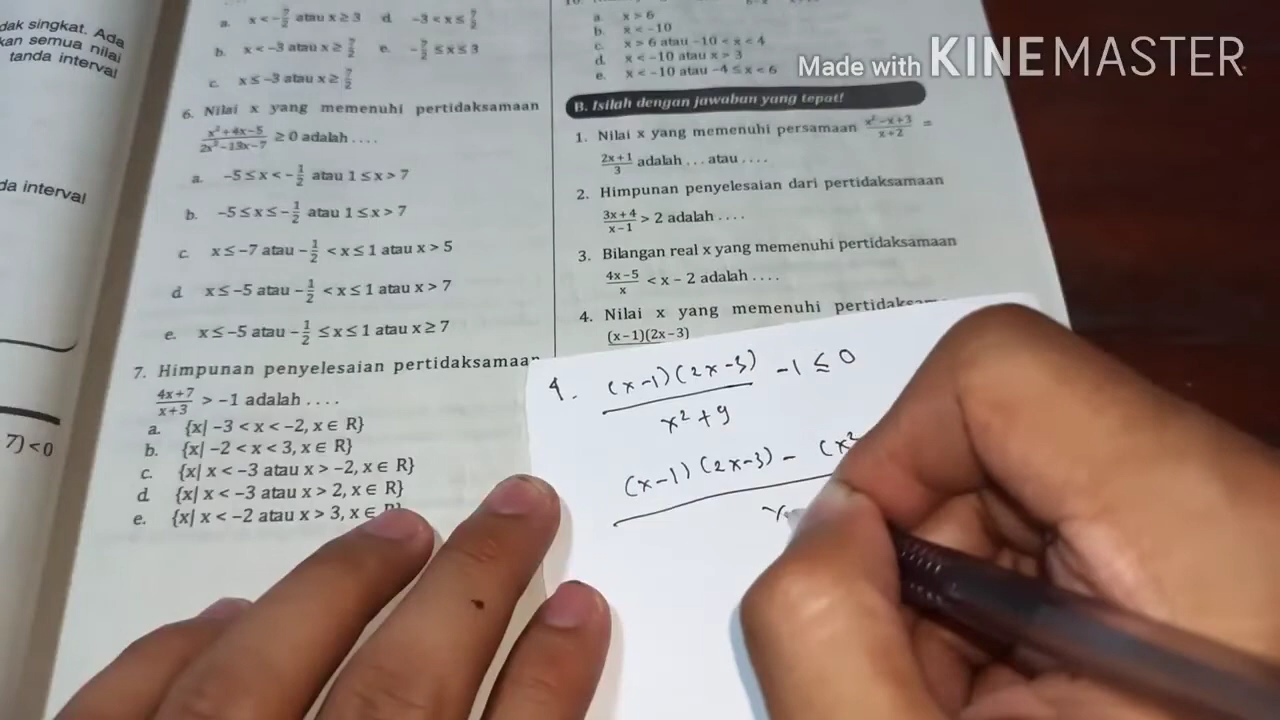 dak singkat. Ada
kan semua nilai
tanda interval
da interval
7) < 0
a. x < -7/2 atau x ≥ 3 d. -3 < x ≤ 7/2
b. x < -3 atau x ≥ 7/2 e. -7/2 ≤ x ≤ 3
c. x ≤ -3 atau x ≥ 7/2
6. Nilai x yang memenuhi pertidaksamaan
(x²+4x-5)/(2x²-13x-7) ≥ 0 adalah ....
a. -5 ≤ x < -1/2 atau 1 ≤ x > 7
b. -5 ≤ x ≤ -1/2 atau 1 ≤ x > 7
c. x ≤ -7 atau -1/2 < x ≤ 1 atau x > 5
d. x ≤ -5 atau -1/2 < x ≤ 1 atau x > 7
e. x ≤ -5 atau -1/2 ≤ x ≤ 1 atau x ≥ 7
7. Himpunan penyelesaian pertidaksamaan
(4x+7)/(x+3) > -1 adalah ....
a. {x| -3 < x < -2, x ∈ R}
b. {x| -2 < x < 3, x ∈ R}
c. {x| x < -3 atau x > -2, x ∈ R}
d. {x| x < -3 atau x > 2, x ∈ R}
e. {x| x < -2 atau x > 3, x ∈
a. x > 6
b. x < -10
c. x > 6 atau -10 < x < 4
d. x < -10 atau x > 3
e. x < -10 atau -4 ≤ x < 6
Made with KINEMASTER
B. Isilah dengan jawaban yang tepat!
1. Nilai x yang memenuhi persamaan (x²-x+3)/(x+2) =
(2x+1)/3 adalah ... atau ....
2. Himpunan penyelesaian dari pertidaksamaan
(3x+4)/(x-1) > 2 adalah ....
3. Bilangan real x yang memenuhi pertidaksamaan
(4x-5)/x < x - 2 adalah ....
4. Nilai x yang memenuhi
(x-1)(2x-3)
4. (x-1)(2x-3)/(x²+9) - 1 ≤ 0
(x-1)(2x-3) - (x²